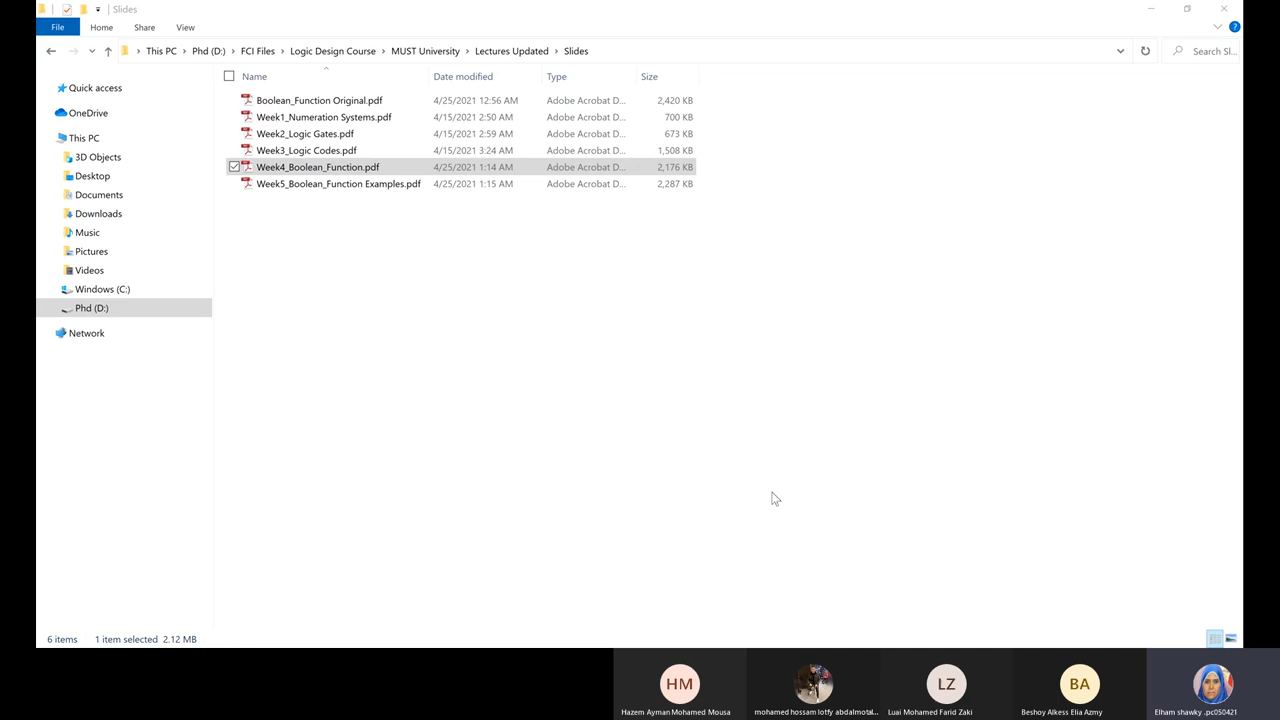 Slides
File Home Share View
This PC Phd (D:) FCI Files Logic Design Course MUST University Lectures Updated Slides Search Sl...
Name Date modified Type Size
Quick access
OneDrive
This PC
3D Objects
Desktop
Documents
Downloads
Music
Pictures
Videos
Windows (C:)
Phd (D:)
Network
Boolean_Function Original.pdf 4/25/2021 12:56 AM Adobe Acrobat D... 2,420 KB
Week1_Numeration Systems.pdf 4/15/2021 2:50 AM Adobe Acrobat D... 700 KB
Week2_Logic Gates.pdf 4/15/2021 2:59 AM Adobe Acrobat D... 673 KB
Week3_Logic Codes.pdf 4/15/2021 3:24 AM Adobe Acrobat D... 1,508 KB
Week4_Boolean_Function.pdf 4/25/2021 1:14 AM Adobe Acrobat D... 2,176 KB
Week5_Boolean_Function Examples.pdf 4/25/2021 1:15 AM Adobe Acrobat D... 2,287 KB
6 items 1 item selected 2.12 MB
HM LZ BA
Hazem Ayman Mohamed Mousa mohamed hossam lotfy abdalmotal... Luai Mohamed Farid Zaki Beshoy Alkess Elia Azmy Elham shawky .pc050421